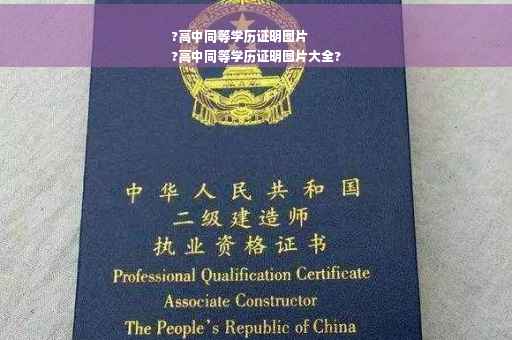 ?高中同等学历证明图片
?高中同等学历证明图片大全?
中华人民共和国
二级建造师
执业资格证书
Professional Qualification Certificate
Associate Constructor
The People's Republic of China